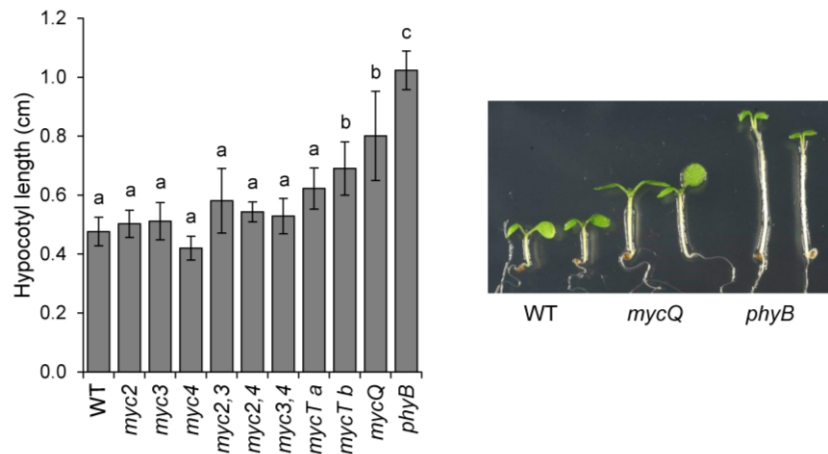 Hypocotyl length (cm)
1.2
1.0
0.8
0.6
0.4
0.2
0.0
a
a
a
a
a
a
a
a
b
b
c
WT
myc2
myc3
myc4
myc2,3
myc2,4
myc3,4
mycT a
mycT b
mycQ
phyB
WT mycQ phyB